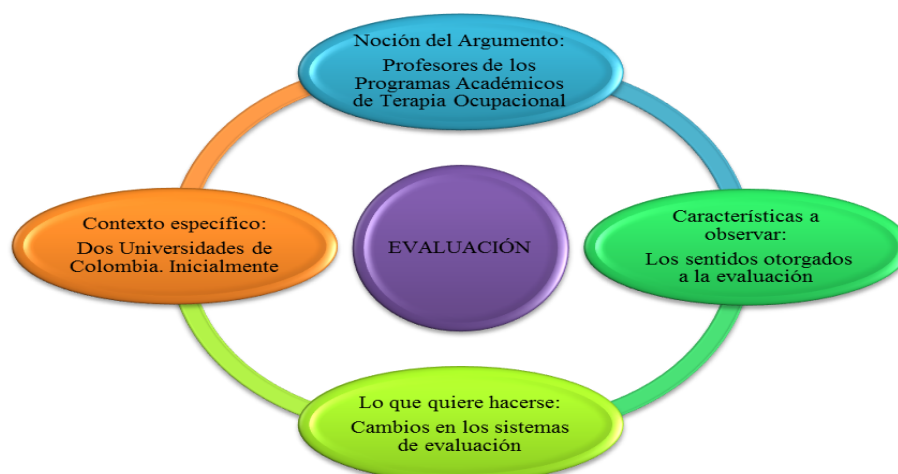 Noción del Argumento:
Profesores de los
Programas Académicos
de Terapia Ocupacional
Contexto específico:
Dos Universidades de
Colombia. Inicialmente
EVALUACIÓN
Características a
observar:
Los sentidos otorgados
a la evaluación
Lo que quiere hacerse:
Cambios en los sistemas
de evaluación